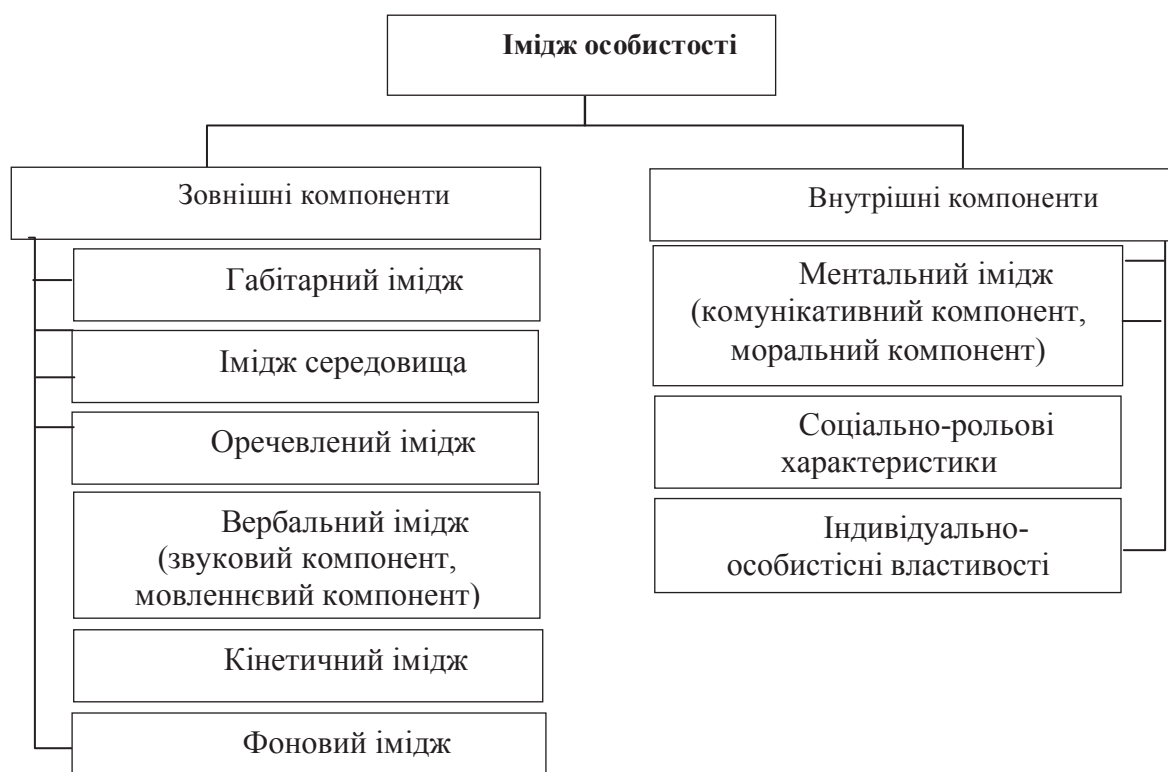 Імідж особистості
Зовнішні компоненти
Габітарний імідж
Імідж середовища
Оречевлений імідж
Вербальний імідж
(звуковий компонент,
мовленнєвий компонент)
Кінетичний імідж
Фоновий імідж
Внутрішні компоненти
Ментальний імідж
(комунікативний компонент,
моральний компонент)
Соціально-рольові
характеристики
Індивідуально-
особистісні властивості